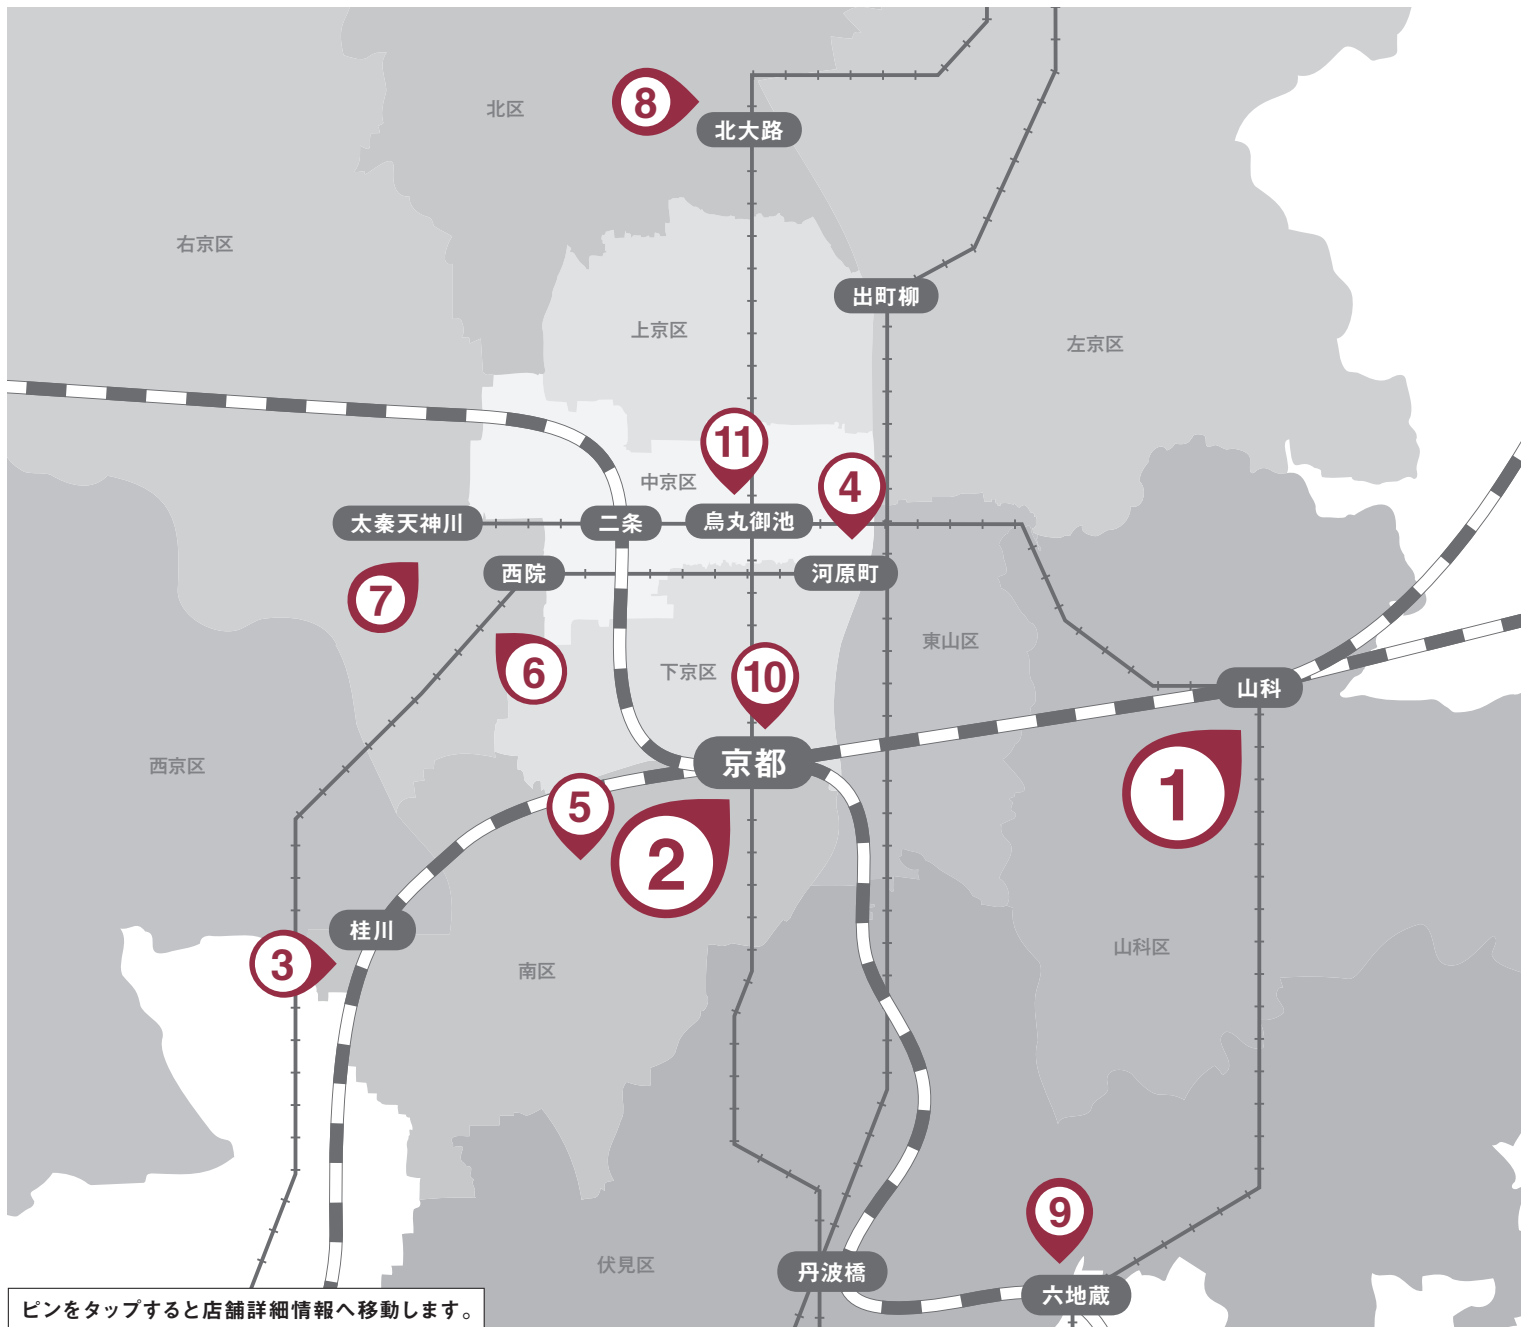 8
北区
北大路
右京区
出町柳
上京区
左京区
11
中京区
4
太秦天神川
二条
烏丸御池
西院
河原町
7
6
下京区
10
東山区
山科
西京区
京都
1
5
2
桂川
3
南区
山科区
9
伏見区
丹波橋
六地蔵
ピンをタップすると店舗詳細情報へ移動します。